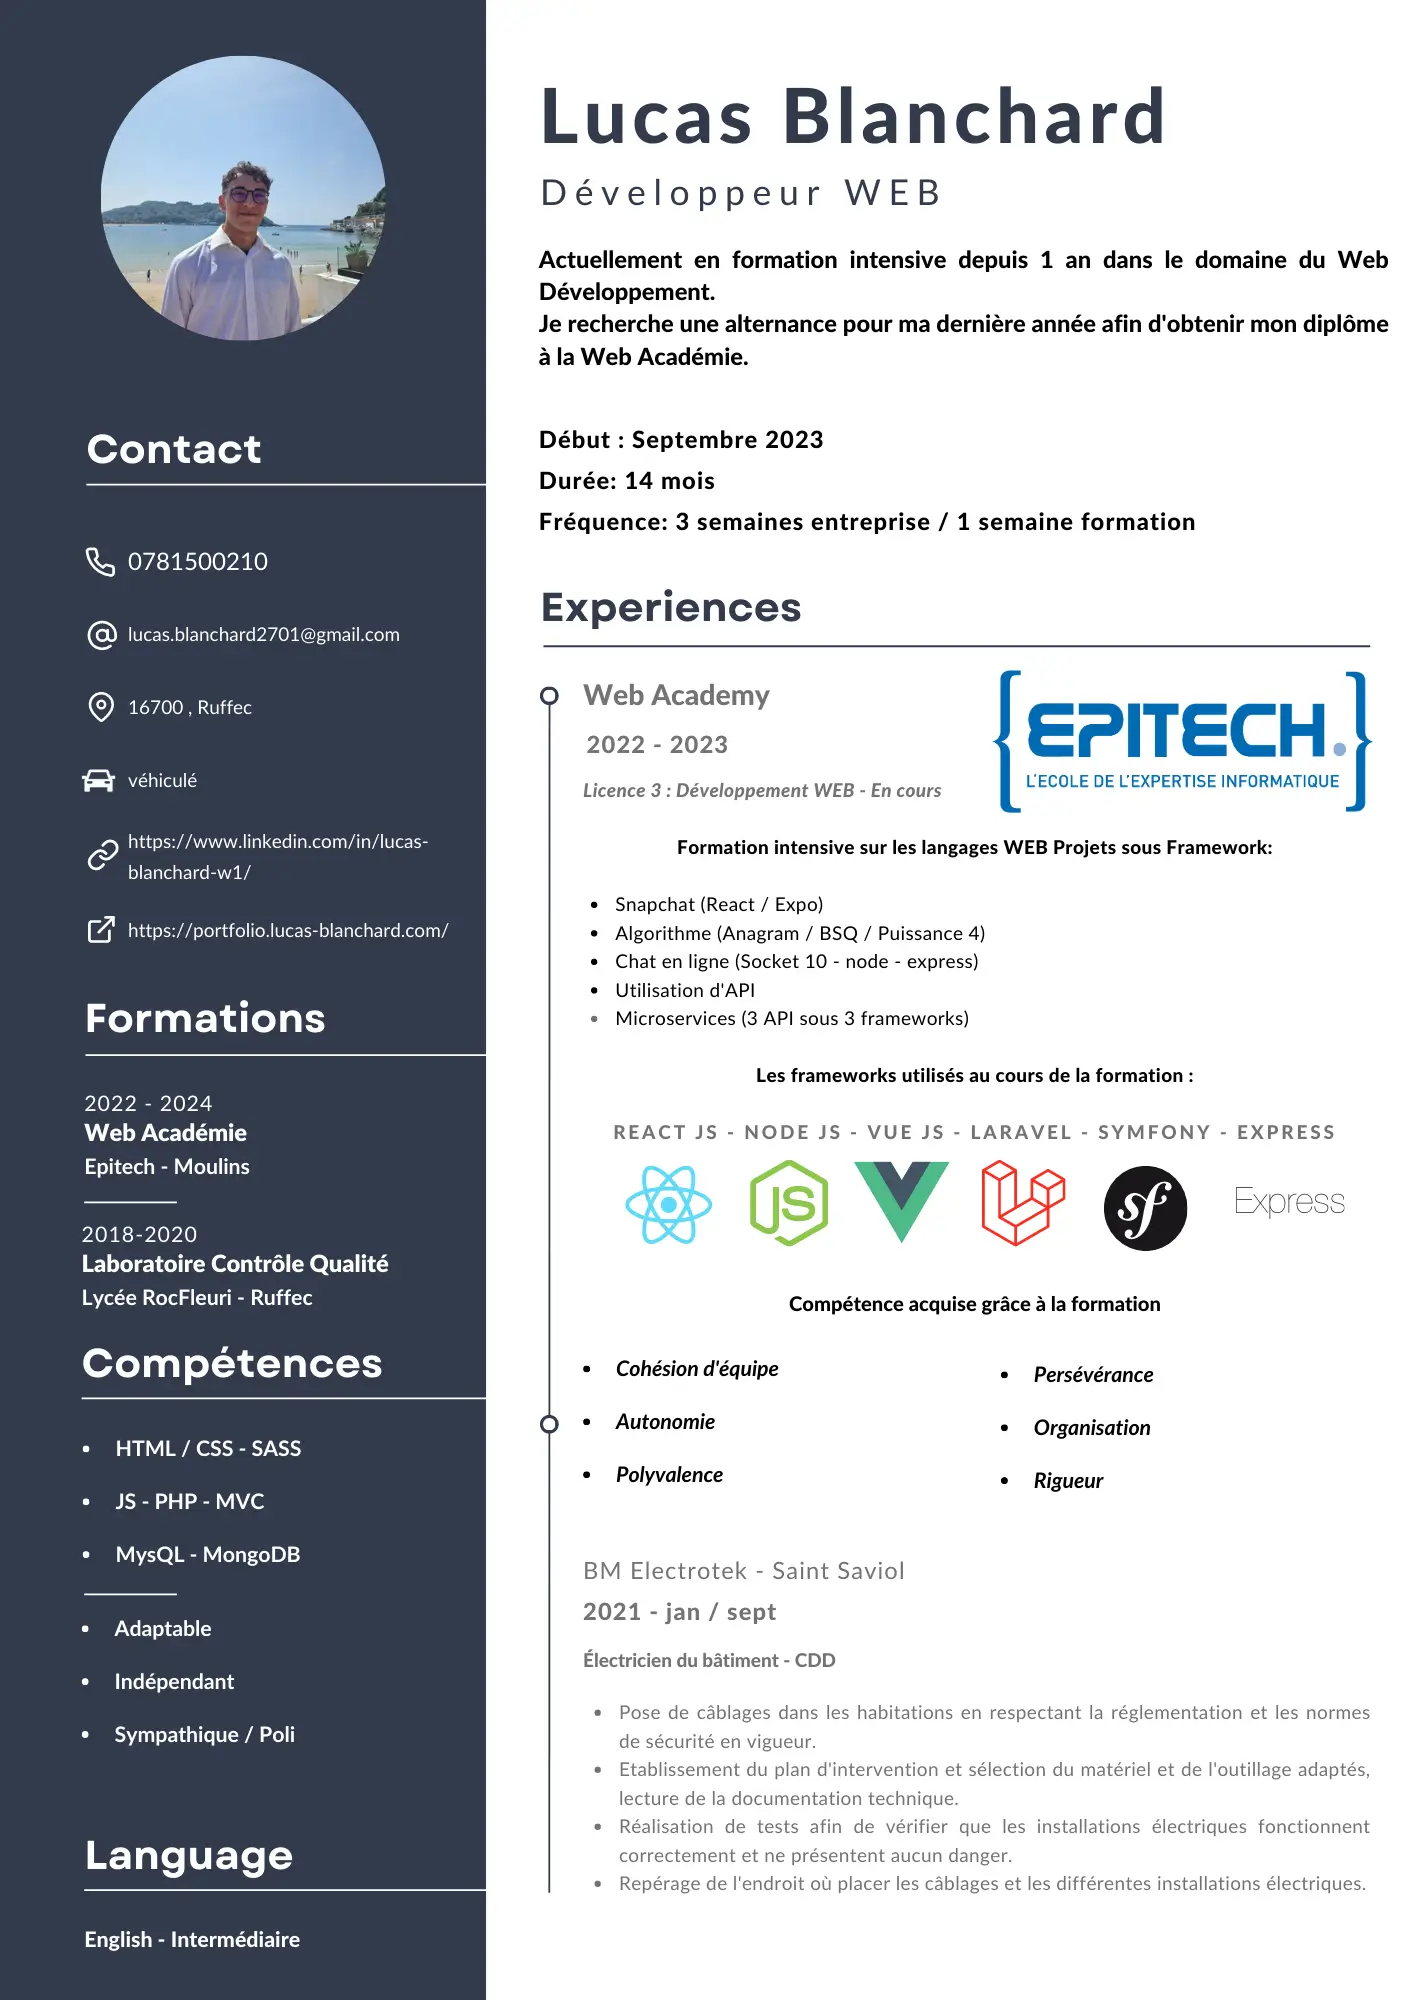 Lucas Blanchard
Développeur WEB
Actuellement en formation intensive depuis 1 an dans le domaine du Web
Développement.
Je recherche une alternance pour ma dernière année afin d'obtenir mon diplôme
à la Web Académie.
Début : Septembre 2023
Durée: 14 mois
Fréquence: 3 semaines entreprise / 1 semaine formation
Contact
0781500210
lucas.blanchard2701@gmail.com
16700 , Ruffec
véhiculé
https://www.linkedin.com/in/lucas-
blanchard-w1/
https://portfolio.lucas-blanchard.com/
Formations
2022 - 2024
Web Académie
Epitech - Moulins
2018-2020
Laboratoire Contrôle Qualité
Lycée RocFleuri - Ruffec
Compétences
• HTML / CSS - SASS
• JS - PHP - MVC
• MysQL - MongoDB
• Adaptable
• Indépendant
• Sympathique / Poli
Language
English - Intermédiaire
Experiences
Web Academy
2022 - 2023
Licence 3 : Développement WEB - En cours
{EPITECH.}
L'ECOLE DE L'EXPERTISE INFORMATIQUE
Formation intensive sur les langages WEB Projets sous Framework:
• Snapchat (React / Expo)
• Algorithme (Anagram / BSQ / Puissance 4)
• Chat en ligne (Socket 10 - node - express)
• Utilisation d'API
• Microservices (3 API sous 3 frameworks)
Les frameworks utilisés au cours de la formation :
REACT JS - NODE JS - VUE JS - LARAVEL - SYMFONY - EXPRESS
JS
sf
Express
Compétence acquise grâce à la formation
• Cohésion d'équipe
• Autonomie
• Polyvalence
• Persévérance
• Organisation
• Rigueur
BM Electrotek - Saint Saviol
2021 - jan / sept
Électricien du bâtiment - CDD
• Pose de câblages dans les habitations en respectant la réglementation et les normes
de sécurité en vigueur.
• Etablissement du plan d'intervention et sélection du matériel et de l'outillage adaptés,
lecture de la documentation technique.
• Réalisation de tests afin de vérifier que les installations électriques fonctionnent
correctement et ne présentent aucun danger.
• Repérage de l'endroit où placer les câblages et les différentes installations électriques.